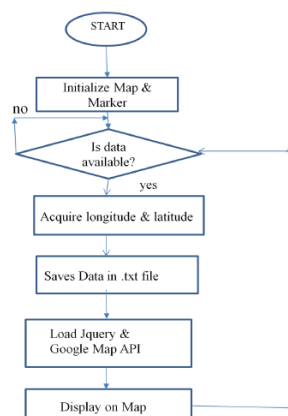 START
Initialize Map &
Marker
no
Is data
available?
yes
Acquire longitude & latitude
Saves Data in .txt file
Load Jquery &
Google Map API
Display on Map